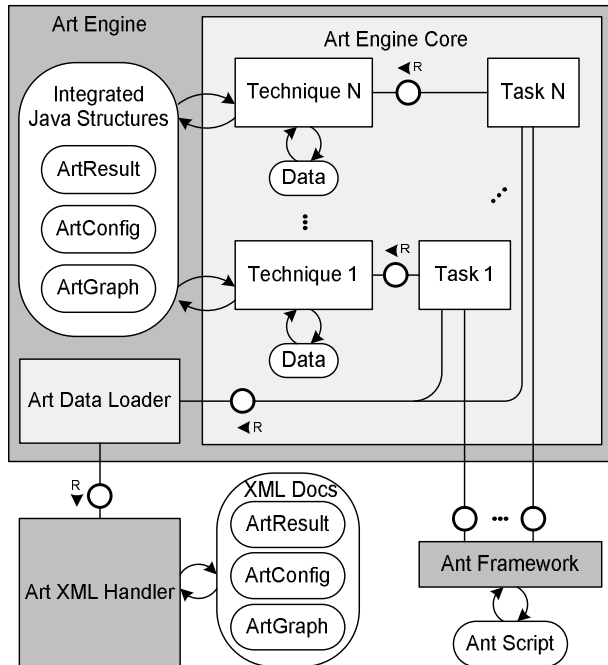 Art Engine
Art Engine Core
Integrated
Java Structures
ArtResult
ArtConfig
ArtGraph
Technique N
R
Task N
Data
Technique 1
R
Task 1
Data
Art Data Loader
R
R
XML Docs
ArtResult
ArtConfig
ArtGraph
Art XML Handler
Ant Framework
Ant Script